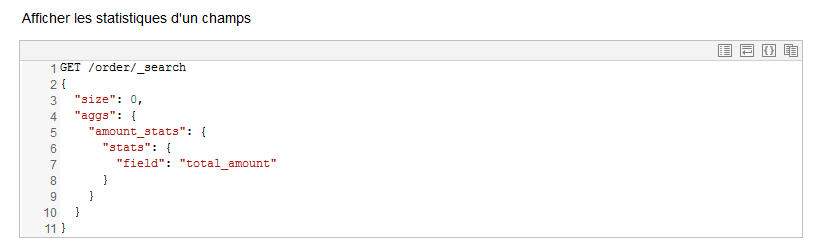 Afficher les statistiques d'un champs
1 GET /order/_search
2 {
3   "size": 0,
4   "aggs": {
5     "amount_stats": {
6       "stats": {
7         "field": "total_amount"
8       }
9     }
10   }
11 }